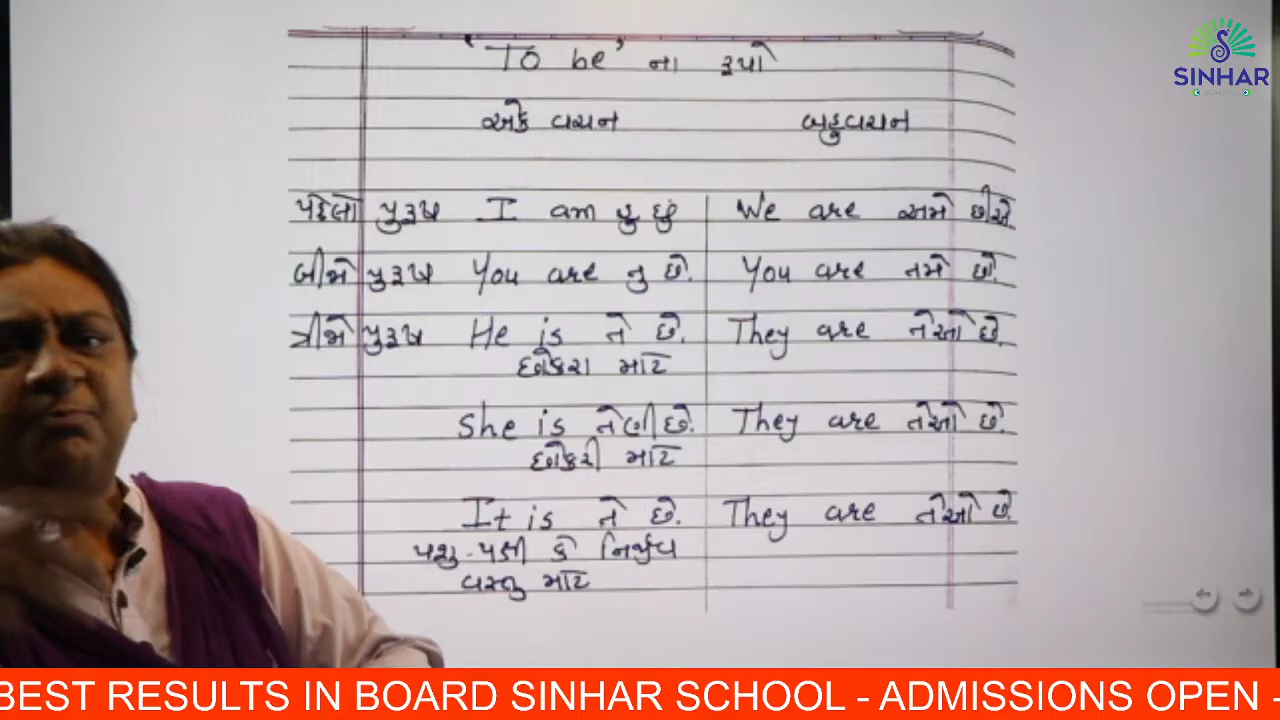 'To be' ના રૂપો
એક વચન બહુવચન
પહેલો પુરૂષ I am હુ છું We are અમે છીએ.
બીજો પુરૂષ You are તુ છે. You are તમે છો.
ત્રીજો પુરૂષ He is તે છે. They are તેઓ છે.
છોકરા માટે
She is તેણી છે. They are તેઓ છે.
છોકરી માટે
It is તે છે. They are તેઓ છે.
પશુ-પક્ષી કે નિર્જીવ
વસ્તુ માટે
SINHAR
SCHOOL
BEST RESULTS IN BOARD SINHAR SCHOOL - ADMISSIONS OPEN -